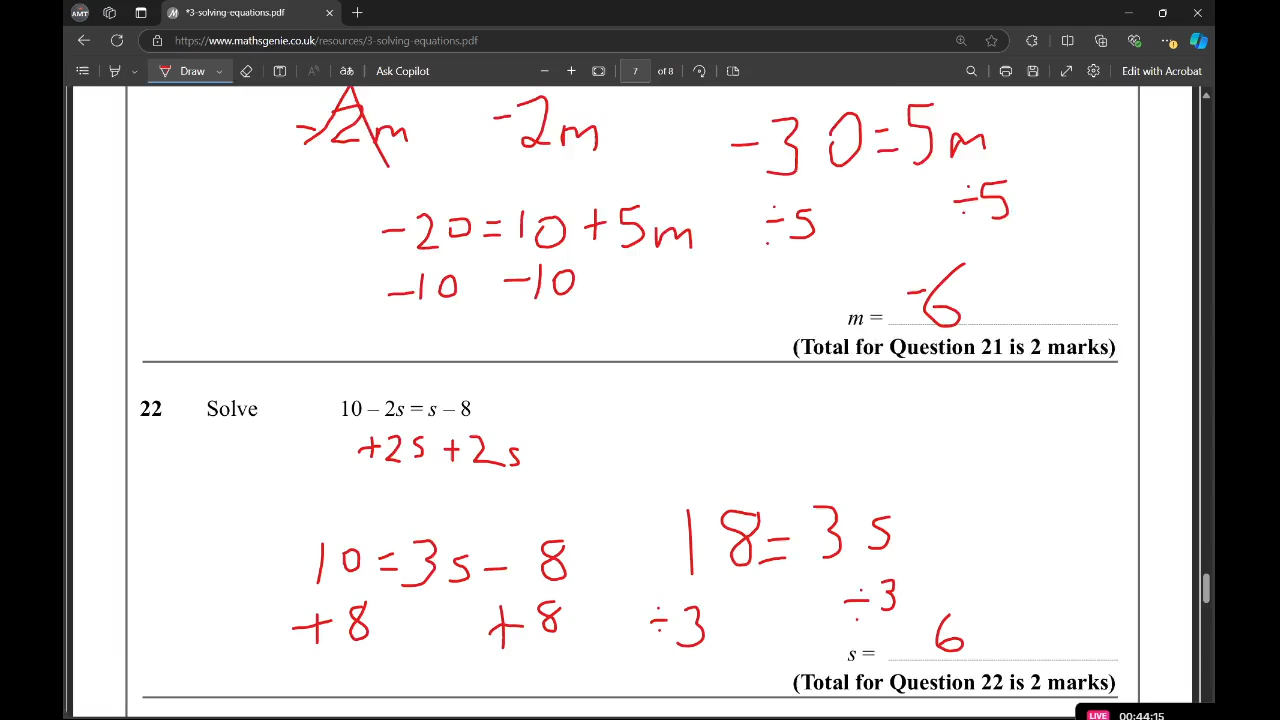 AMT
*3-solving-equations.pdf
https://www.mathsgenie.co.uk/resources/3-solving-equations.pdf
Draw
Ask Copilot
7 of 8
Edit with Acrobat
-2m -2m
-30=5m
÷5 ÷5
-20=10+5m
-10 -10
m = -6
(Total for Question 21 is 2 marks)
22 Solve 10 – 2s = s – 8
+2s +2s
10=3s-8
+8 +8
18=3s
÷3 ÷3
s = 6
(Total for Question 22 is 2 marks)
LIVE 00:44:15